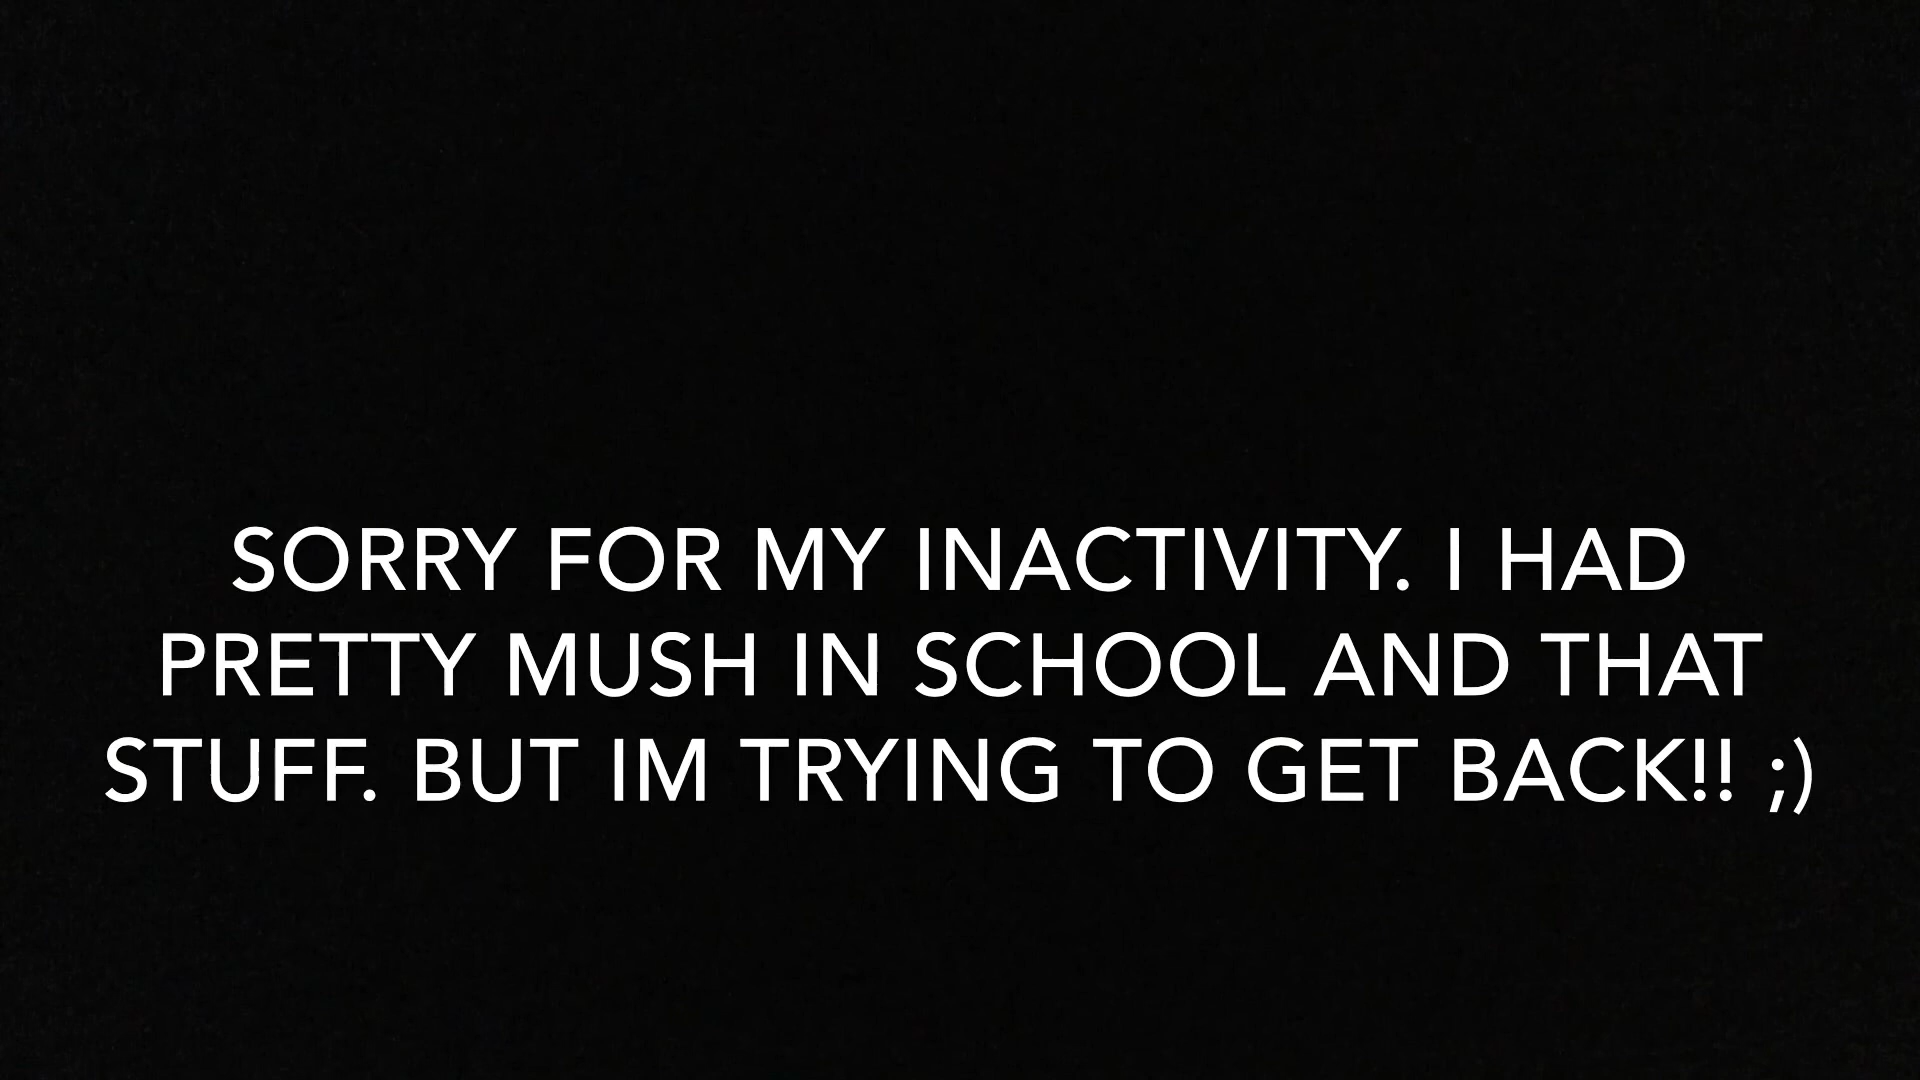 SORRY FOR MY INACTIVITY. I HAD
PRETTY MUSH IN SCHOOL AND THAT
STUFF. BUT IM TRYING TO GET BACK!! ;)